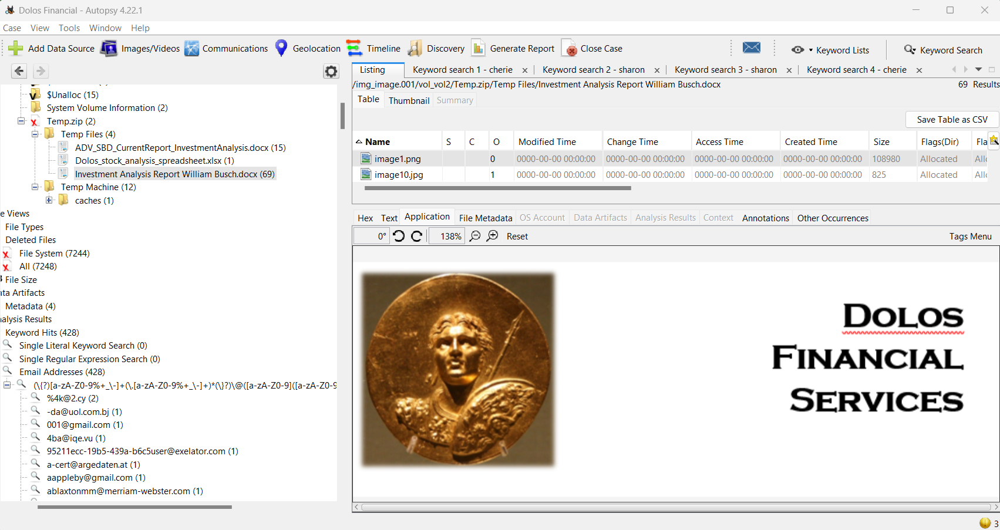 Dolos Financial - Autopsy 4.22.1
Case View Tools Window Help
Add Data Source Images/Videos Communications Geolocation Timeline Discovery Generate Report Close Case Keyword Lists Keyword Search
$Unalloc (15)
System Volume Information (2)
Temp.zip (2)
Temp Files (4)
ADV_SBD_CurrentReport_InvestmentAnalysis.docx (15)
Dolos_stock_analysis_spreadsheet.xlsx (1)
Investment Analysis Report William Busch.docx (69)
Temp Machine (12)
caches (1)
e Views
File Types
Deleted Files
File System (7244)
All (7248)
File Size
ata Artifacts
Metadata (4)
nalysis Results
Keyword Hits (428)
Single Literal Keyword Search (0)
Single Regular Expression Search (0)
Email Addresses (428)
(\{?)[a-zA-Z0-9%+_\-]+(\.[a-zA-Z0-9%+_\-]+)*(\}?)\@([a-zA-Z0-9]([a-zA-Z0-9
%4k@2.cy (2)
-da@uol.com.bj (1)
001@gmail.com (1)
4ba@iqe.vu (1)
95211ecc-19b5-439a-b6c5user@exelator.com (1)
a-cert@argedaten.at (1)
aappleby@gmail.com (1)
ablaxtonmm@merriam-webster.com (1)
Listing Keyword search 1 - cherie Keyword search 2 - sharon Keyword search 3 - sharon Keyword search 4 - cherie
/img_image.001/vol_vol2/Temp.zip/Temp Files/Investment Analysis Report William Busch.docx 69 Results
Table Thumbnail Summary
Save Table as CSV
Name S C O Modified Time Change Time Access Time Created Time Size Flags(Dir) Fla
image1.png 0 0000-00-00 00:00:00 0000-00-00 00:00:00 0000-00-00 00:00:00 0000-00-00 00:00:00 108980 Allocated All
image10.jpg 1 0000-00-00 00:00:00 0000-00-00 00:00:00 0000-00-00 00:00:00 0000-00-00 00:00:00 825 Allocated All
Hex Text Application File Metadata OS Account Data Artifacts Analysis Results Context Annotations Other Occurrences
0° 138% Reset Tags Menu
DOLOS
FINANCIAL
SERVICES
3